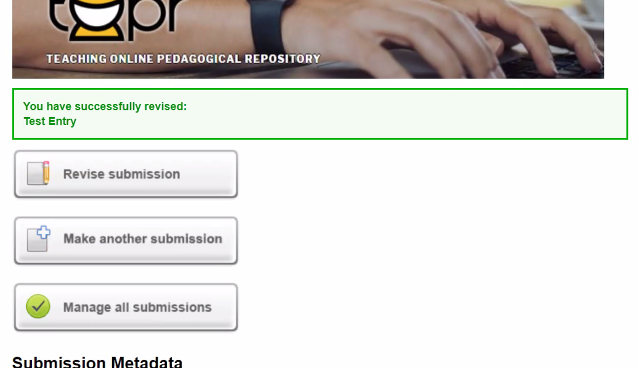 topr
TEACHING ONLINE PEDAGOGICAL REPOSITORY
You have successfully revised:
Test Entry
Revise submission
Make another submission
Manage all submissions
Submission Metadata